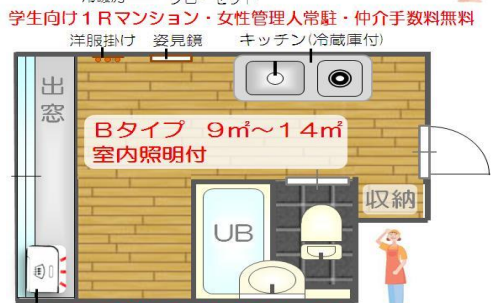 学生向け１Ｒマンション・女性管理人常駐・仲介手数料無料
洋服掛け 姿見鏡 キッチン(冷蔵庫付)
出窓
Ｂタイプ ９㎡～１４㎡
室内照明付
収納
UB